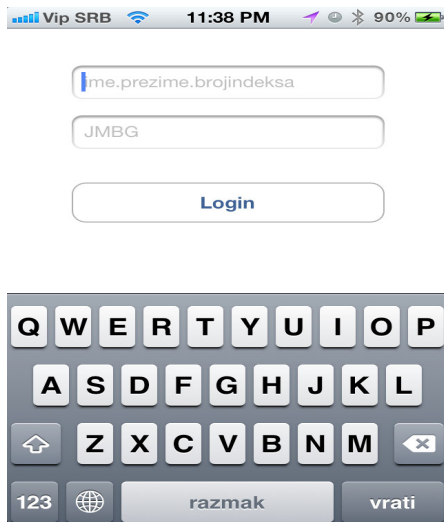 Vip SRB 11:38 PM 90%
ime.prezime.brojindeksa
JMBG
Login
Q W E R T Y U I O P
A S D F G H J K L
Z X C V B N M
123 razmak vrati